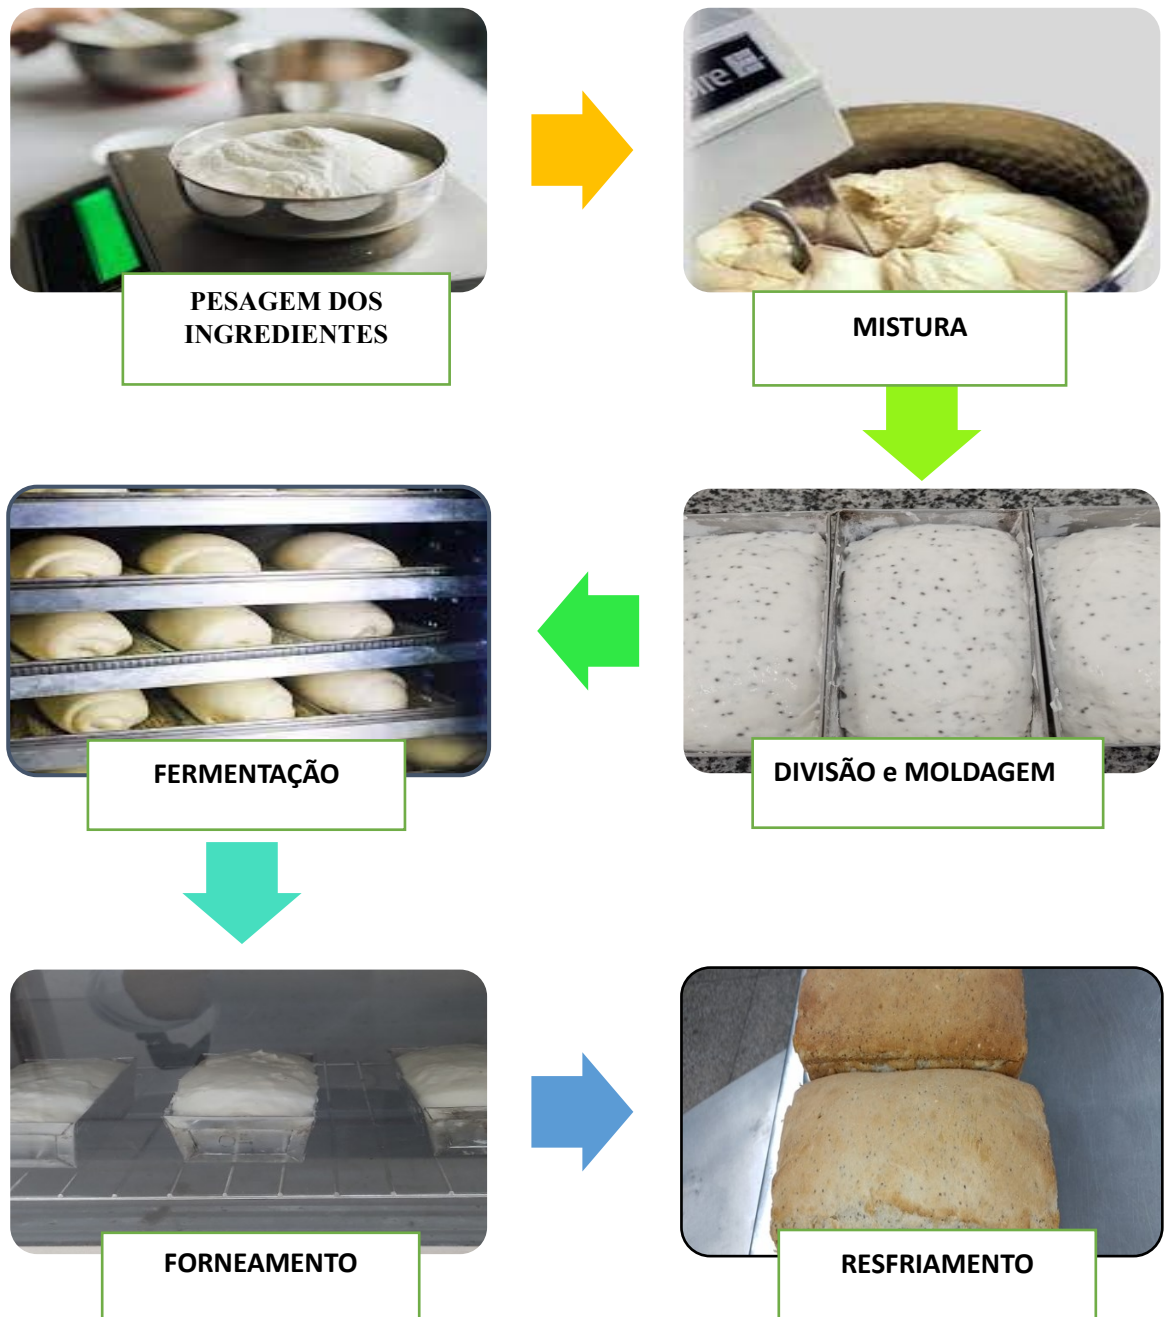 PESAGEM DOS
INGREDIENTES
MISTURA
DIVISÃO e MOLDAGEM
FERMENTAÇÃO
FORNEAMENTO
RESFRIAMENTO